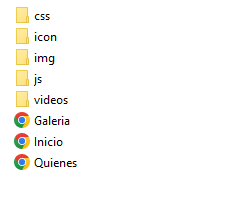 css
icon
img
js
videos
Galeria
Inicio
Quienes